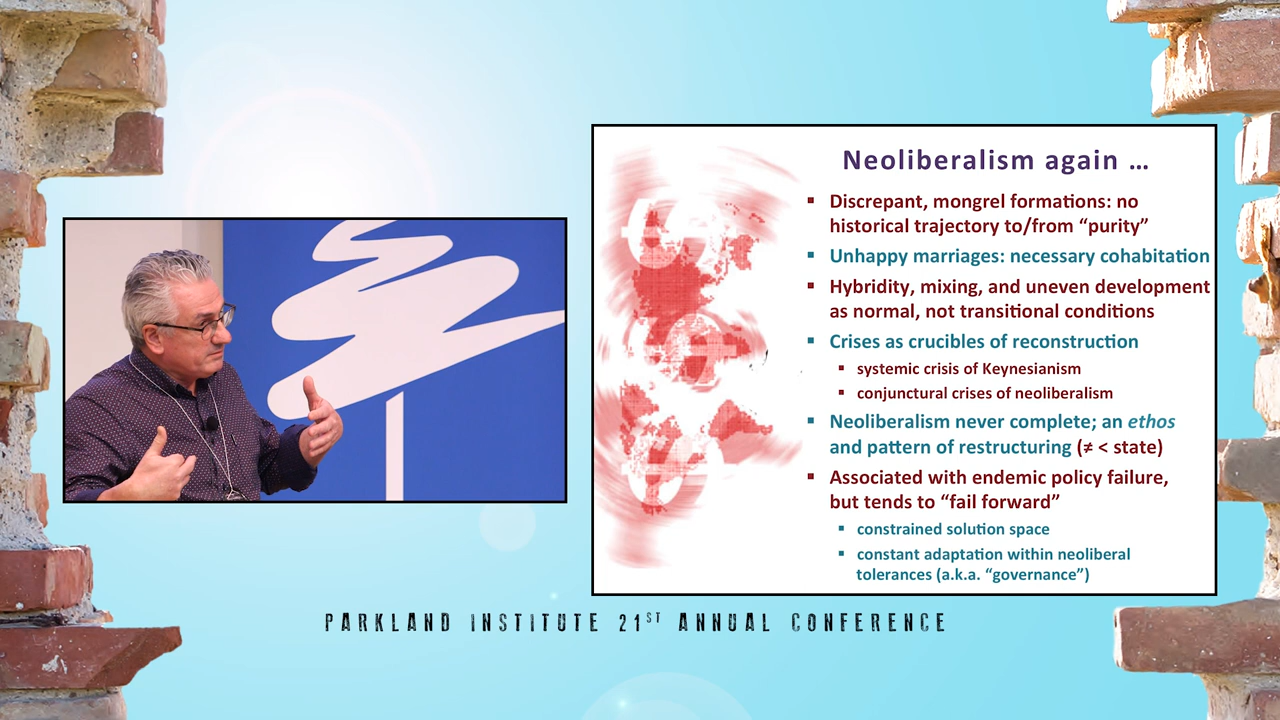 Neoliberalism again …
▪ Discrepant, mongrel formations: no
historical trajectory to/from “purity”
▪ Unhappy marriages: necessary cohabitation
▪ Hybridity, mixing, and uneven development
as normal, not transitional conditions
▪ Crises as crucibles of reconstruction
▪ systemic crisis of Keynesianism
▪ conjunctural crises of neoliberalism
▪ Neoliberalism never complete; an ethos
and pattern of restructuring (≠ < state)
▪ Associated with endemic policy failure,
but tends to “fail forward”
▪ constrained solution space
▪ constant adaptation within neoliberal
tolerances (a.k.a. “governance”)
PARKLAND INSTITUTE 21ST ANNUAL CONFERENCE